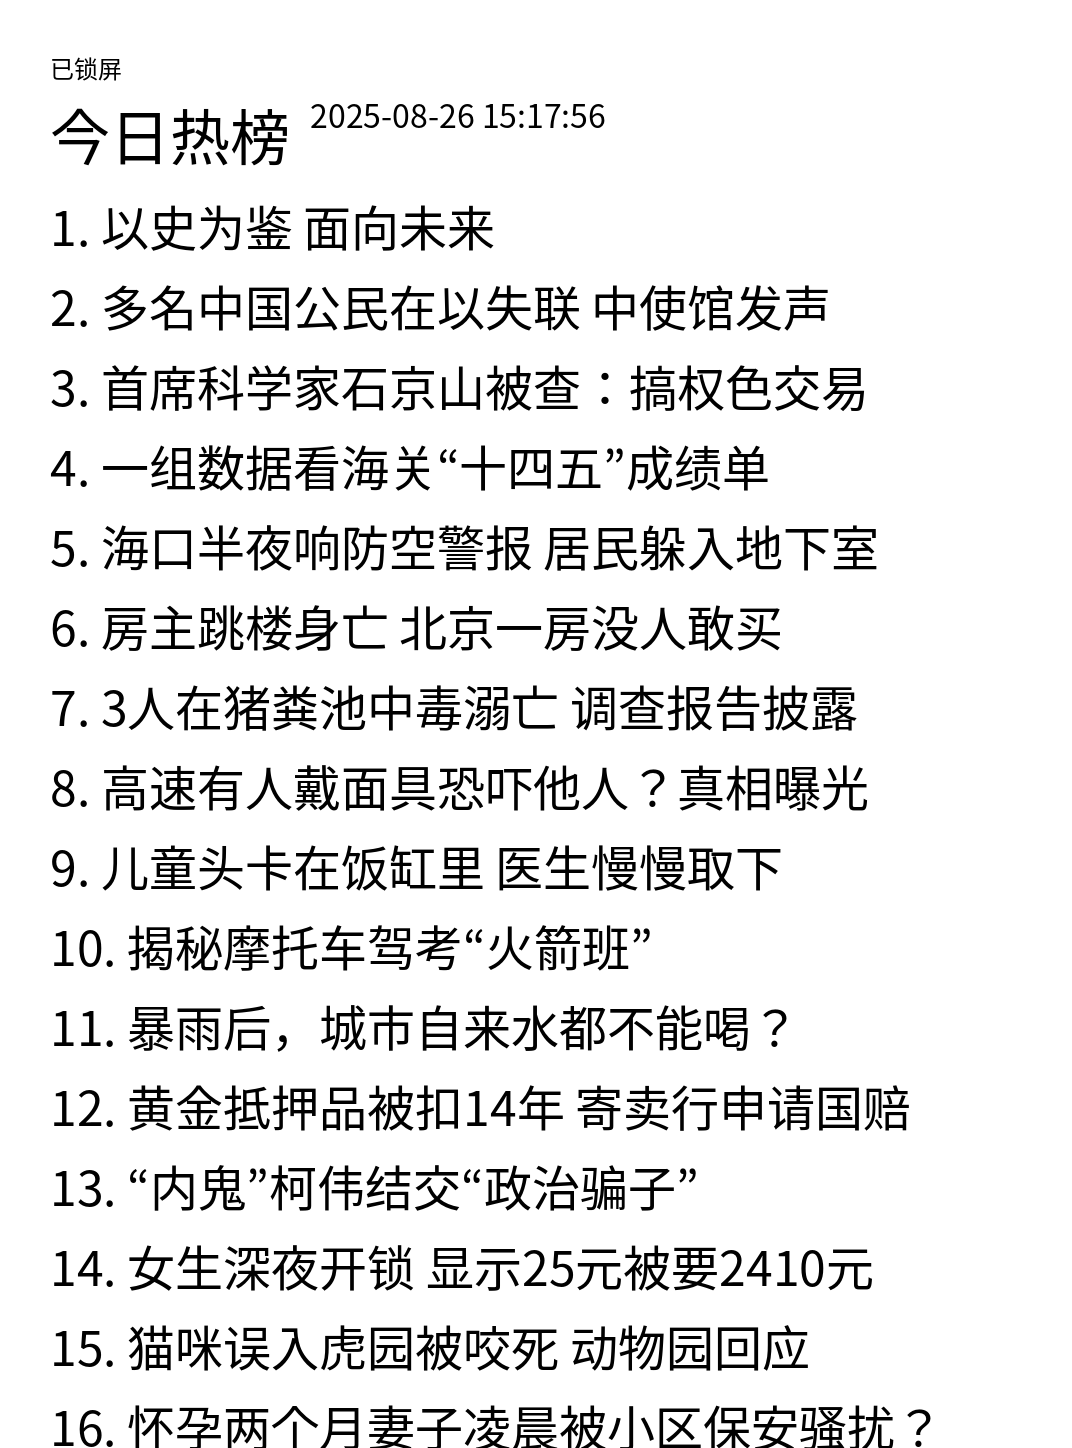 已锁屏
今日热榜 2025-08-26 15:17:56
1. 以史为鉴 面向未来
2. 多名中国公民在以失联 中使馆发声
3. 首席科学家石京山被查：搞权色交易
4. 一组数据看海关“十四五”成绩单
5. 海口半夜响防空警报 居民躲入地下室
6. 房主跳楼身亡 北京一房没人敢买
7. 3人在猪粪池中毒溺亡 调查报告披露
8. 高速有人戴面具恐吓他人？真相曝光
9. 儿童头卡在饭缸里 医生慢慢取下
10. 揭秘摩托车驾考“火箭班”
11. 暴雨后，城市自来水都不能喝？
12. 黄金抵押品被扣14年 寄卖行申请国赔
13. “内鬼”柯伟结交“政治骗子”
14. 女生深夜开锁 显示25元被要2410元
15. 猫咪误入虎园被咬死 动物园回应
16. 怀孕两个月妻子凌晨被小区保安骚扰？